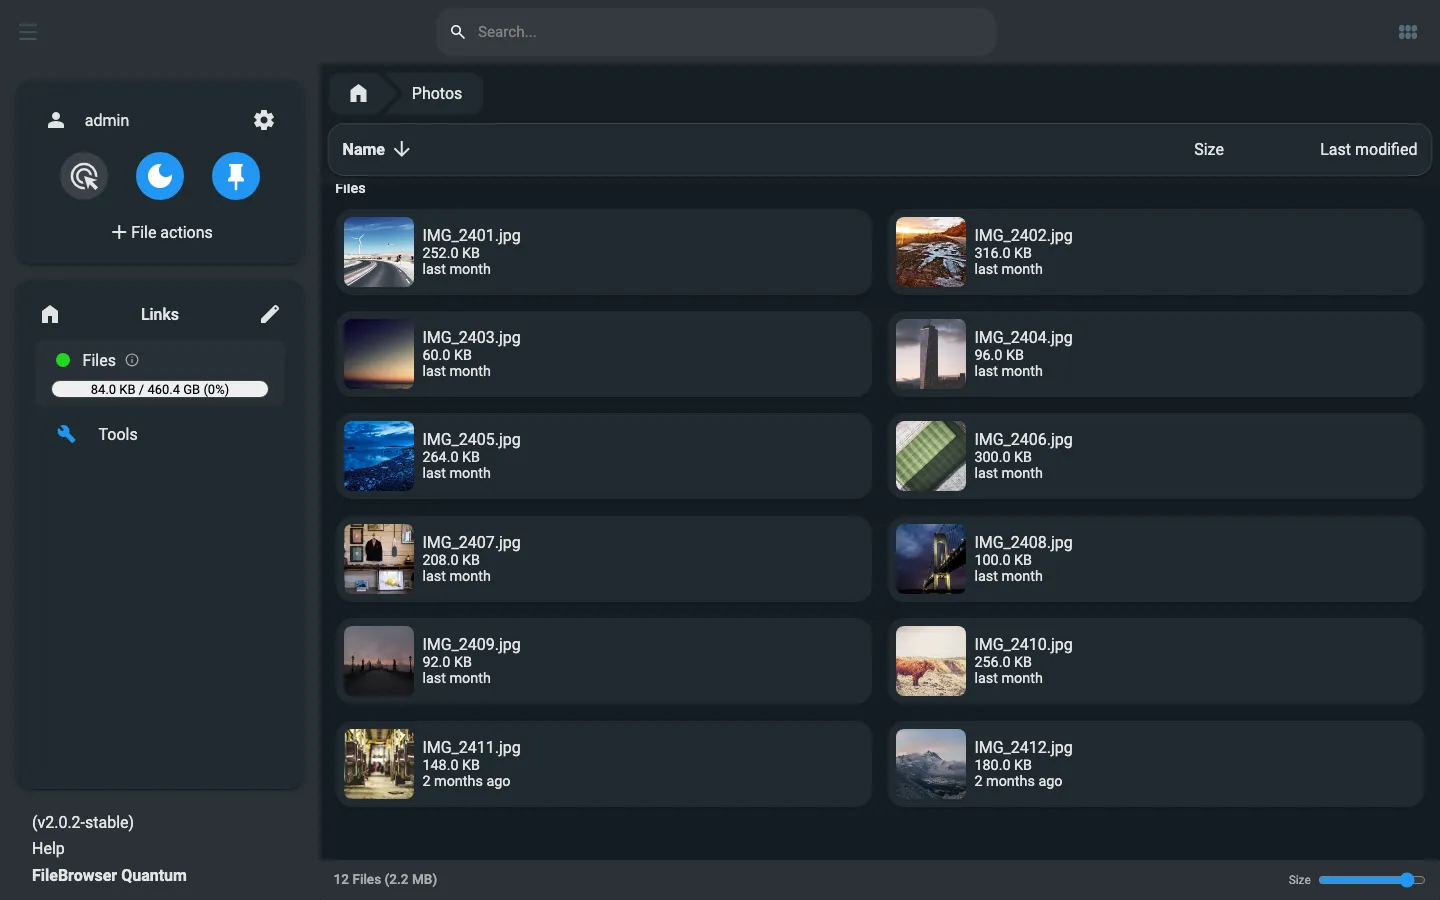 Search...
admin
File actions
Links
Files
84.0 KB / 460.4 GB (0%)
Tools
(v2.0.2-stable)
Help
FileBrowser Quantum
Photos
Name
Size
Last modified
Files
IMG_2401.jpg
252.0 KB
last month
IMG_2402.jpg
316.0 KB
last month
IMG_2403.jpg
60.0 KB
last month
IMG_2404.jpg
96.0 KB
last month
IMG_2405.jpg
264.0 KB
last month
IMG_2406.jpg
300.0 KB
last month
IMG_2407.jpg
208.0 KB
last month
IMG_2408.jpg
100.0 KB
last month
IMG_2409.jpg
92.0 KB
last month
IMG_2410.jpg
256.0 KB
last month
IMG_2411.jpg
148.0 KB
2 months ago
IMG_2412.jpg
180.0 KB
2 months ago
12 Files (2.2 MB)
Size